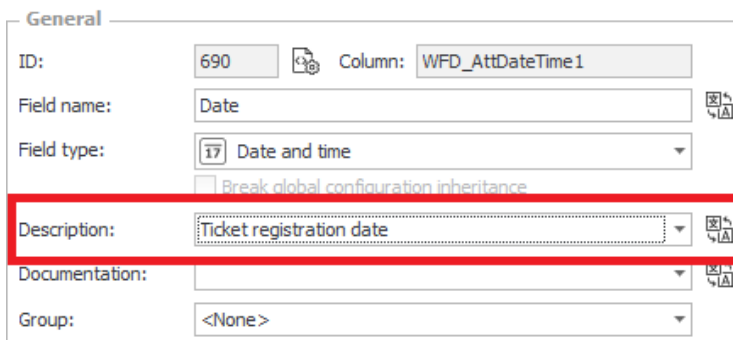 General
ID: 690 Column: WFD_AttDateTime1
Field name: Date
Field type: 17 Date and time
Break global configuration inheritance
Description: Ticket registration date
Documentation:
Group: <None>